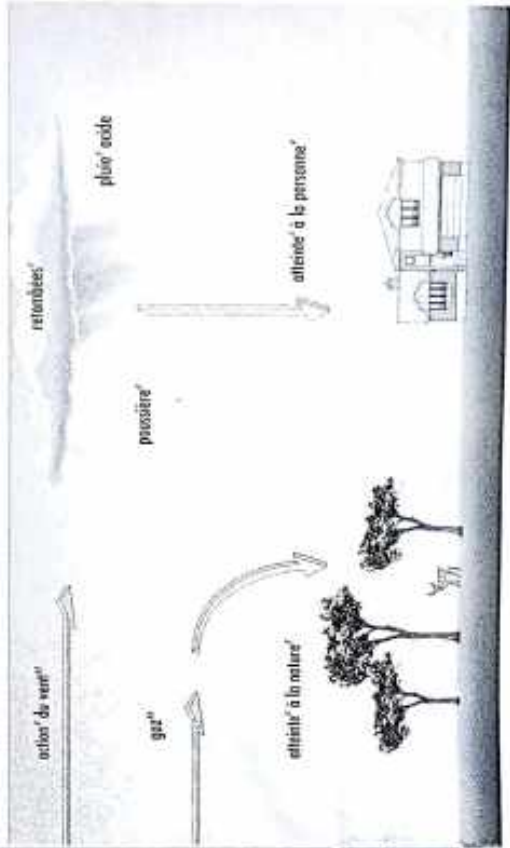 action' du vent''
retombées'
pluie' acide
gaz''
poussière'
atteinte' à la nature'
atteinte' à la personne'